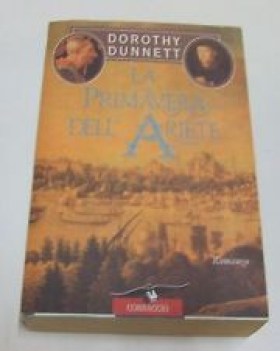 DOROTHY
DUNNETT
LA
PRIMAVERA
DELL' ARIETE
Romanzo
CORBACCIO